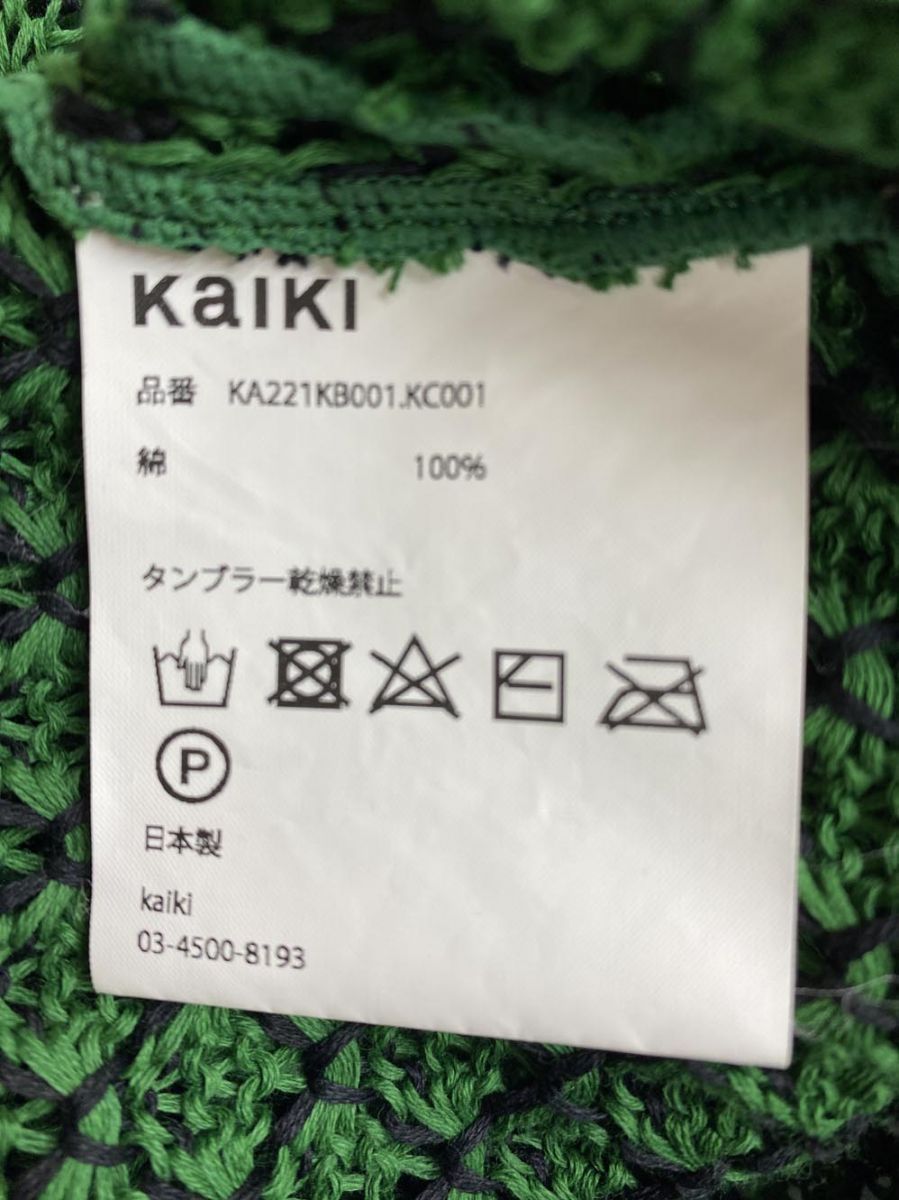 kaiki
品番 KA221KB001.KC001
綿 100%
タンブラー乾燥禁止
P
日本製
kaiki
03-4500-8193